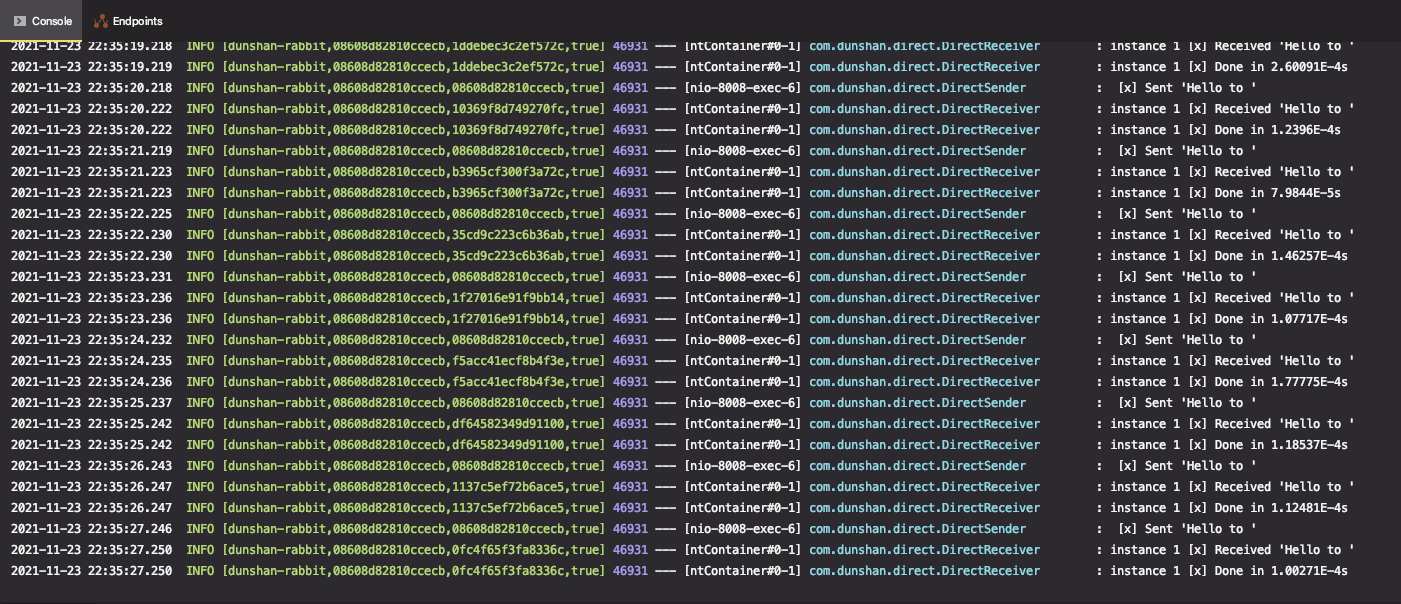 Console Endpoints
2021-11-23 22:35:19.218 INFO [dunshan-rabbit,08608d82810ccecb,1ddebec3c2ef572c,true] 46931 --- [ntContainer#0-1] com.dunshan.direct.DirectReceiver : instance 1 [x] Received 'Hello to '
2021-11-23 22:35:19.219 INFO [dunshan-rabbit,08608d82810ccecb,1ddebec3c2ef572c,true] 46931 --- [ntContainer#0-1] com.dunshan.direct.DirectReceiver : instance 1 [x] Done in 2.60091E-4s
2021-11-23 22:35:20.218 INFO [dunshan-rabbit,08608d82810ccecb,08608d82810ccecb,true] 46931 --- [nio-8008-exec-6] com.dunshan.direct.DirectSender : [x] Sent 'Hello to '
2021-11-23 22:35:20.222 INFO [dunshan-rabbit,08608d82810ccecb,10369f8d749270fc,true] 46931 --- [ntContainer#0-1] com.dunshan.direct.DirectReceiver : instance 1 [x] Received 'Hello to '
2021-11-23 22:35:20.222 INFO [dunshan-rabbit,08608d82810ccecb,10369f8d749270fc,true] 46931 --- [ntContainer#0-1] com.dunshan.direct.DirectReceiver : instance 1 [x] Done in 1.2396E-4s
2021-11-23 22:35:21.219 INFO [dunshan-rabbit,08608d82810ccecb,08608d82810ccecb,true] 46931 --- [nio-8008-exec-6] com.dunshan.direct.DirectSender : [x] Sent 'Hello to '
2021-11-23 22:35:21.223 INFO [dunshan-rabbit,08608d82810ccecb,b3965cf300f3a72c,true] 46931 --- [ntContainer#0-1] com.dunshan.direct.DirectReceiver : instance 1 [x] Received 'Hello to '
2021-11-23 22:35:21.223 INFO [dunshan-rabbit,08608d82810ccecb,b3965cf300f3a72c,true] 46931 --- [ntContainer#0-1] com.dunshan.direct.DirectReceiver : instance 1 [x] Done in 7.9844E-5s
2021-11-23 22:35:22.225 INFO [dunshan-rabbit,08608d82810ccecb,08608d82810ccecb,true] 46931 --- [nio-8008-exec-6] com.dunshan.direct.DirectSender : [x] Sent 'Hello to '
2021-11-23 22:35:22.230 INFO [dunshan-rabbit,08608d82810ccecb,35cd9c223c6b36ab,true] 46931 --- [ntContainer#0-1] com.dunshan.direct.DirectReceiver : instance 1 [x] Received 'Hello to '
2021-11-23 22:35:22.230 INFO [dunshan-rabbit,08608d82810ccecb,35cd9c223c6b36ab,true] 46931 --- [ntContainer#0-1] com.dunshan.direct.DirectReceiver : instance 1 [x] Done in 1.46257E-4s
2021-11-23 22:35:23.231 INFO [dunshan-rabbit,08608d82810ccecb,08608d82810ccecb,true] 46931 --- [nio-8008-exec-6] com.dunshan.direct.DirectSender : [x] Sent 'Hello to '
2021-11-23 22:35:23.236 INFO [dunshan-rabbit,08608d82810ccecb,1f27016e91f9bb14,true] 46931 --- [ntContainer#0-1] com.dunshan.direct.DirectReceiver : instance 1 [x] Received 'Hello to '
2021-11-23 22:35:23.236 INFO [dunshan-rabbit,08608d82810ccecb,1f27016e91f9bb14,true] 46931 --- [ntContainer#0-1] com.dunshan.direct.DirectReceiver : instance 1 [x] Done in 1.07717E-4s
2021-11-23 22:35:24.232 INFO [dunshan-rabbit,08608d82810ccecb,08608d82810ccecb,true] 46931 --- [nio-8008-exec-6] com.dunshan.direct.DirectSender : [x] Sent 'Hello to '
2021-11-23 22:35:24.235 INFO [dunshan-rabbit,08608d82810ccecb,f5acc41ecf8b4f3e,true] 46931 --- [ntContainer#0-1] com.dunshan.direct.DirectReceiver : instance 1 [x] Received 'Hello to '
2021-11-23 22:35:24.236 INFO [dunshan-rabbit,08608d82810ccecb,f5acc41ecf8b4f3e,true] 46931 --- [ntContainer#0-1] com.dunshan.direct.DirectReceiver : instance 1 [x] Done in 1.77775E-4s
2021-11-23 22:35:25.237 INFO [dunshan-rabbit,08608d82810ccecb,08608d82810ccecb,true] 46931 --- [nio-8008-exec-6] com.dunshan.direct.DirectSender : [x] Sent 'Hello to '
2021-11-23 22:35:25.242 INFO [dunshan-rabbit,08608d82810ccecb,df64582349d91100,true] 46931 --- [ntContainer#0-1] com.dunshan.direct.DirectReceiver : instance 1 [x] Received 'Hello to '
2021-11-23 22:35:25.242 INFO [dunshan-rabbit,08608d82810ccecb,df64582349d91100,true] 46931 --- [ntContainer#0-1] com.dunshan.direct.DirectReceiver : instance 1 [x] Done in 1.18537E-4s
2021-11-23 22:35:26.243 INFO [dunshan-rabbit,08608d82810ccecb,08608d82810ccecb,true] 46931 --- [nio-8008-exec-6] com.dunshan.direct.DirectSender : [x] Sent 'Hello to '
2021-11-23 22:35:26.247 INFO [dunshan-rabbit,08608d82810ccecb,1137c5ef72b6ace5,true] 46931 --- [ntContainer#0-1] com.dunshan.direct.DirectReceiver : instance 1 [x] Received 'Hello to '
2021-11-23 22:35:26.247 INFO [dunshan-rabbit,08608d82810ccecb,1137c5ef72b6ace5,true] 46931 --- [ntContainer#0-1] com.dunshan.direct.DirectReceiver : instance 1 [x] Done in 1.12481E-4s
2021-11-23 22:35:27.246 INFO [dunshan-rabbit,08608d82810ccecb,08608d82810ccecb,true] 46931 --- [nio-8008-exec-6] com.dunshan.direct.DirectSender : [x] Sent 'Hello to '
2021-11-23 22:35:27.250 INFO [dunshan-rabbit,08608d82810ccecb,0fc4f65f3fa8336c,true] 46931 --- [ntContainer#0-1] com.dunshan.direct.DirectReceiver : instance 1 [x] Received 'Hello to '
2021-11-23 22:35:27.250 INFO [dunshan-rabbit,08608d82810ccecb,0fc4f65f3fa8336c,true] 46931 --- [ntContainer#0-1] com.dunshan.direct.DirectReceiver : instance 1 [x] Done in 1.00271E-4s